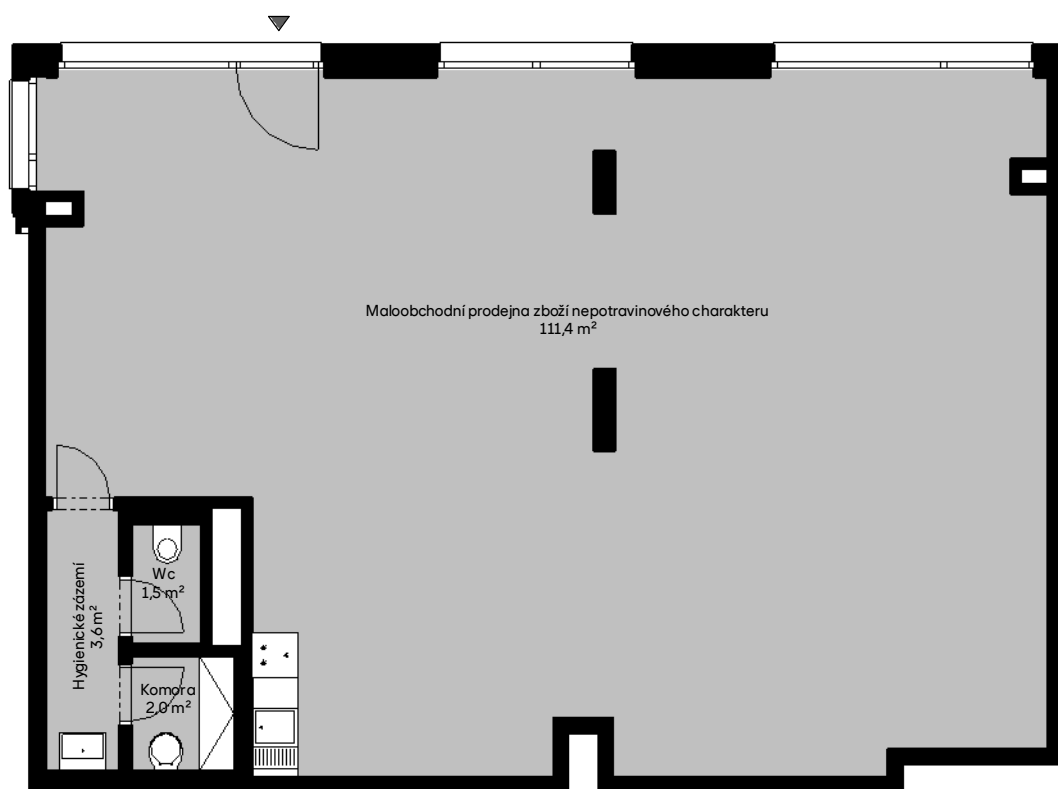 Maloobchodní prodejna zboží nepotravinového charakteru
111,4 m²
Hygienické zázemí
3,6 m²
Wc
1,5 m²
Komora
2,0 m²